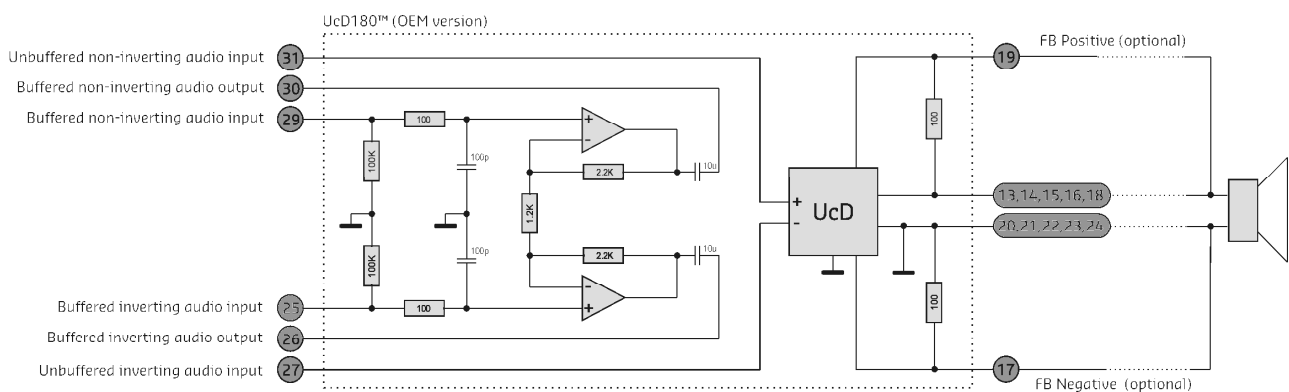 UcD180™ (OEM version)
Unbuffered non-inverting audio input 31
Buffered non-inverting audio output 30
Buffered non-inverting audio input 29
19 FB Positive (optional)
100
100K
100p
2.2K
10u
100
1.2K
+
-
UcD
13,14,15,16,18
20,21,22,23,24
+
-
100K
100p
2.2K
10u
100
-
+
100
Buffered inverting audio input 25
Buffered inverting audio output 26
Unbuffered inverting audio input 27
17
FB Negative (optional)